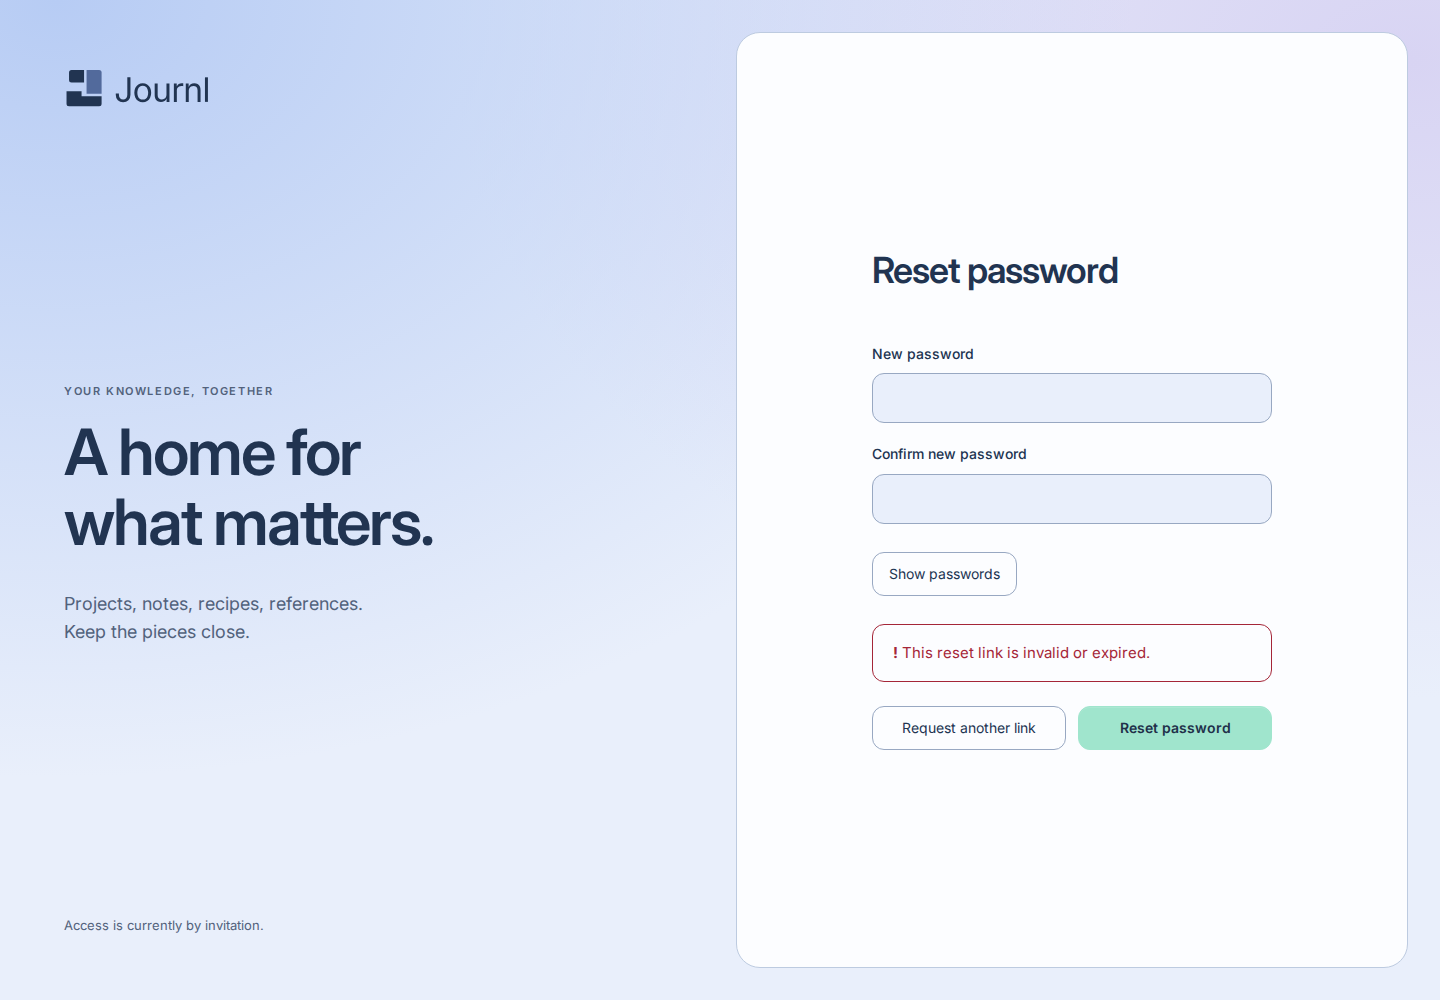 Journl
YOUR KNOWLEDGE, TOGETHER
A home for
what matters.
Projects, notes, recipes, references.
Keep the pieces close.
Access is currently by invitation.
Reset password
New password
Confirm new password
Show passwords
! This reset link is invalid or expired.
Request another link
Reset password